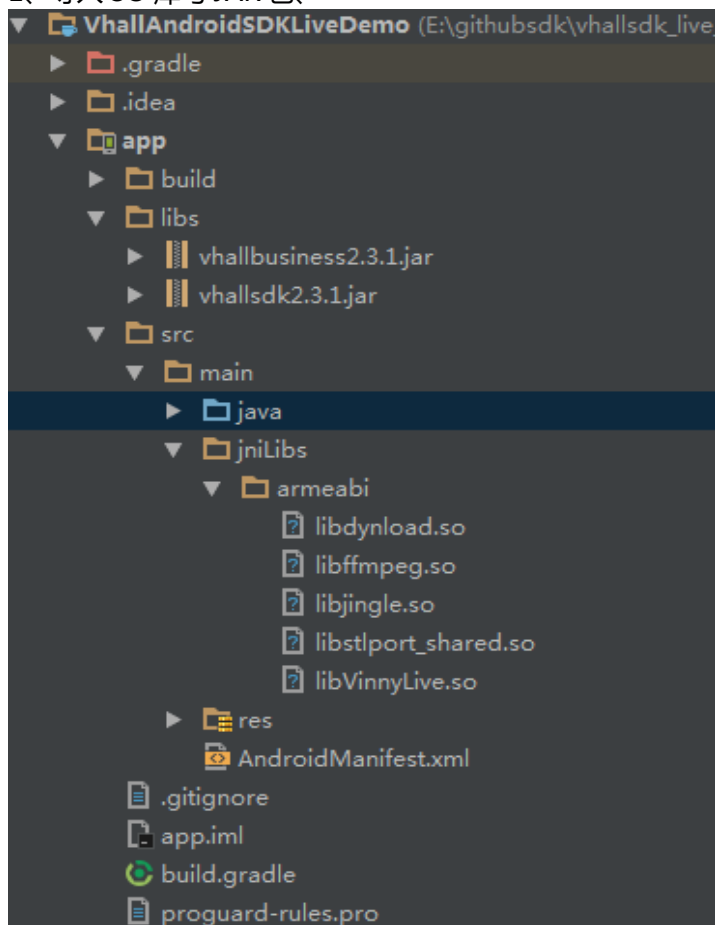 VhallAndroidSDKLiveDemo (E:\githubsdk\vhallsdk_live
.gradle
.idea
app
build
libs
vhallbusiness2.3.1.jar
vhallsdk2.3.1.jar
src
main
java
jniLibs
armeabi
libdynload.so
libffmpeg.so
libjingle.so
libstlport_shared.so
libVinnyLive.so
res
AndroidManifest.xml
.gitignore
app.iml
build.gradle
proguard-rules.pro